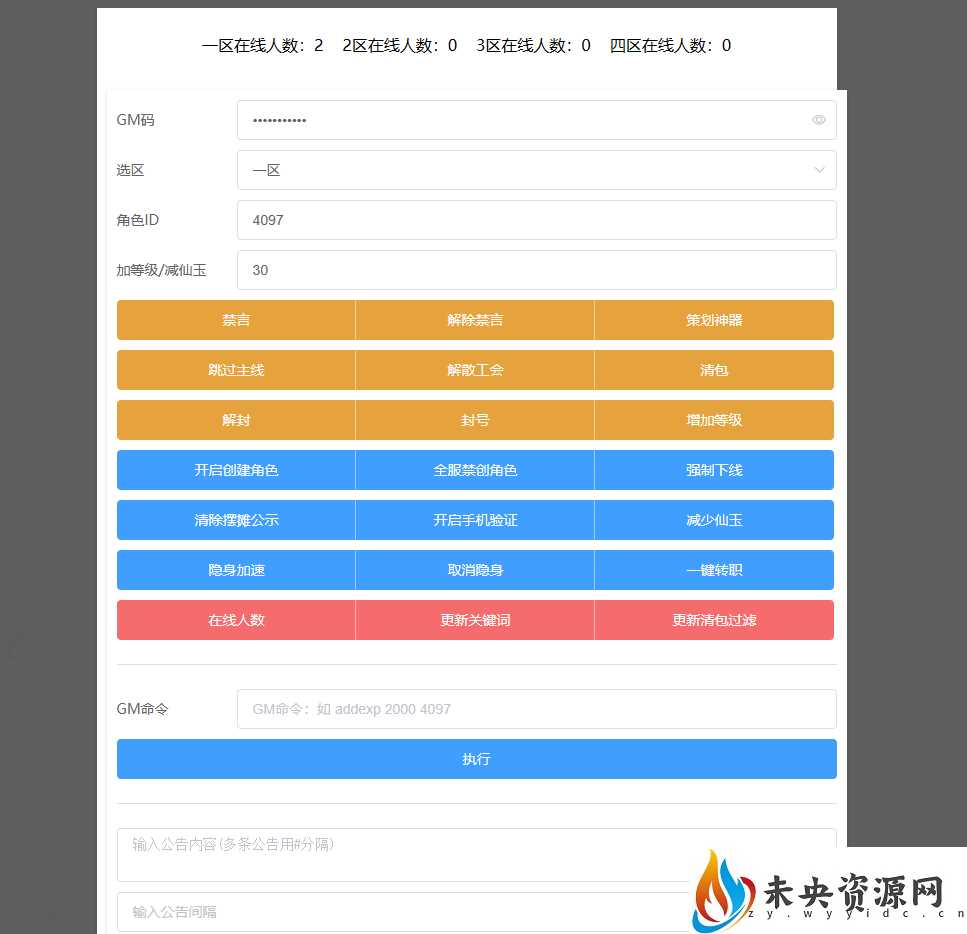 一区在线人数：2 2区在线人数：0 3区在线人数：0 四区在线人数：0
GM码 •••••••••••
选区 一区
角色ID 4097
加等级/减仙玉 30
禁言 解除禁言 策划神器
跳过主线 解散工会 清包
解封 封号 增加等级
开启创建角色 全服禁创角色 强制下线
清除摆摊公示 开启手机验证 减少仙玉
隐身加速 取消隐身 一键转职
在线人数 更新关键词 更新清包过滤
GM命令 GM命令：如 addexp 2000 4097
执行
输入公告内容(多条公告用#分隔)
输入公告间隔
未央资源网
zy.wyyidc.cn